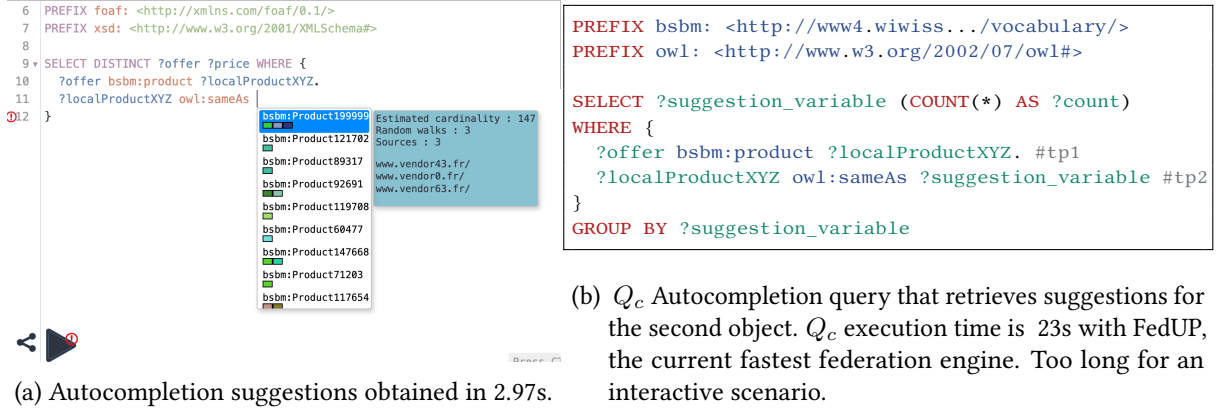 6 PREFIX foaf: <http://xmlns.com/foaf/0.1/>
7 PREFIX xsd: <http://www.w3.org/2001/XMLSchema#>
8
9 SELECT DISTINCT ?offer ?price WHERE {
10 ?offer bsbm:product ?localProductXYZ.
11 ?localProductXYZ owl:sameAs
12 }
bsbm:Product199999
bsbm:Product121702
bsbm:Product89317
bsbm:Product92691
bsbm:Product119708
bsbm:Product60477
bsbm:Product147668
bsbm:Product71203
bsbm:Product117654
Estimated cardinality : 147
Random walks : 3
Sources : 3
www.vendor43.fr/
www.vendor0.fr/
www.vendor63.fr/
Press
(a) Autocompletion suggestions obtained in 2.97s.
PREFIX bsbm: <http://www4.wiwiss.../vocabulary/>
PREFIX owl: <http://www.w3.org/2002/07/owl#>
SELECT ?suggestion_variable (COUNT(*) AS ?count)
WHERE {
?offer bsbm:product ?localProductXYZ. #tp1
?localProductXYZ owl:sameAs ?suggestion_variable #tp2
}
GROUP BY ?suggestion_variable
(b) Qc Autocompletion query that retrieves suggestions for
the second object. Qc execution time is 23s with FedUP,
the current fastest federation engine. Too long for an
interactive scenario.